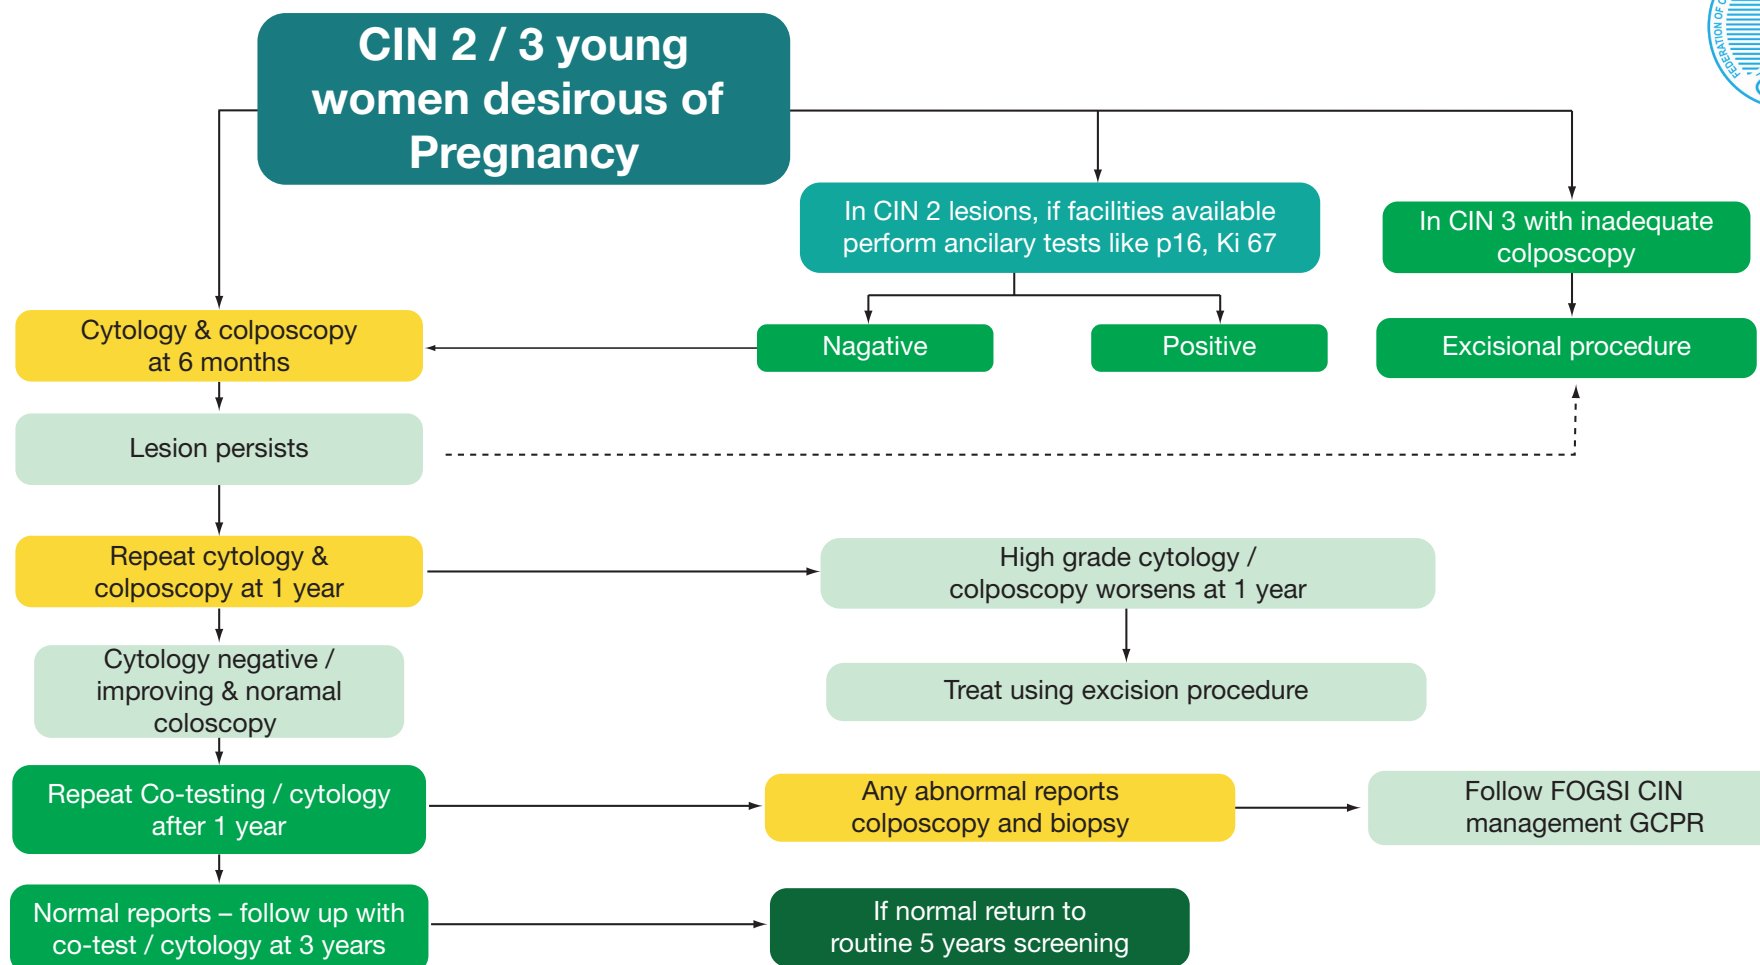 CIN 2 / 3 young
women desirous of
Pregnancy
FEDERATION OF
In CIN 2 lesions, if facilities available
perform ancilary tests like p16, Ki 67
In CIN 3 with inadequate
colposcopy
Cytology & colposcopy
at 6 months
Nagative
Positive
Excisional procedure
Lesion persists
Repeat cytology &
colposcopy at 1 year
High grade cytology /
colposcopy worsens at 1 year
Cytology negative /
improving & noramal
coloscopy
Treat using excision procedure
Repeat Co-testing / cytology
after 1 year
Any abnormal reports
colposcopy and biopsy
Follow FOGSI CIN
management GCPR
Normal reports – follow up with
co-test / cytology at 3 years
If normal return to
routine 5 years screening